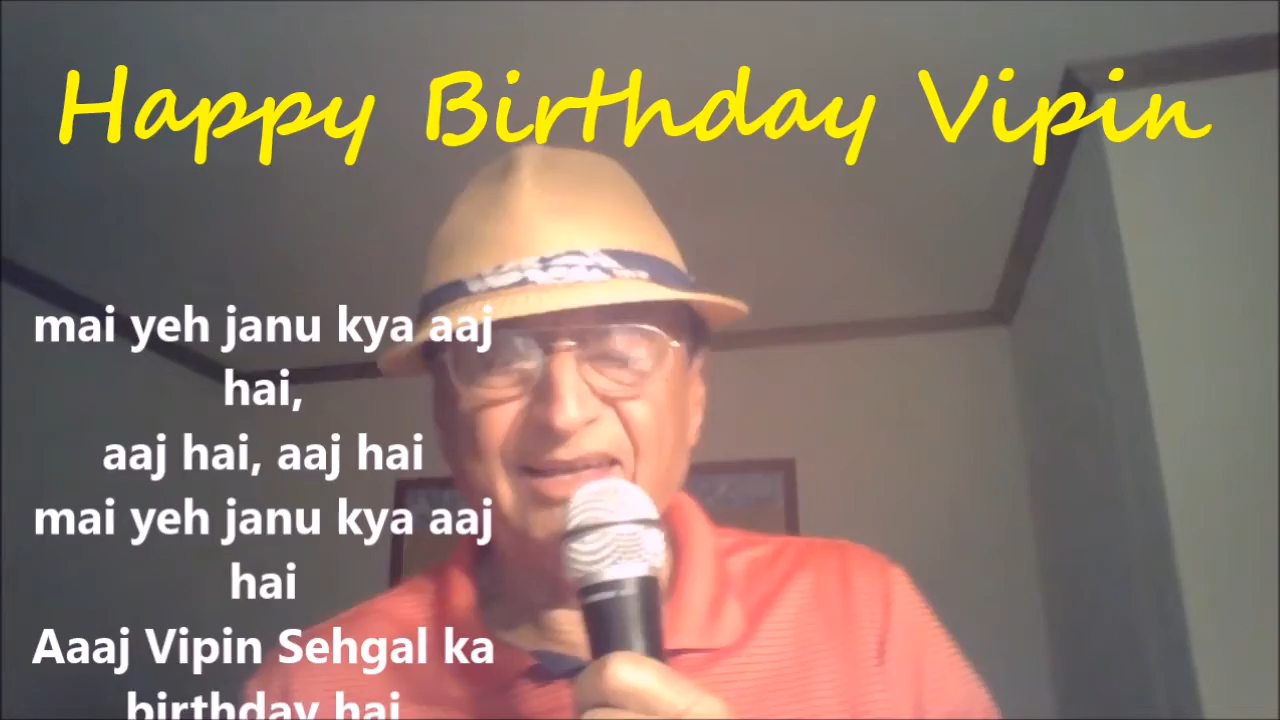 Happy Birthday Vipin
mai yeh janu kya aaj
hai,
aaj hai, aaj hai
mai yeh janu kya aaj
hai
Aaaj Vipin Sehgal ka
birthday hai